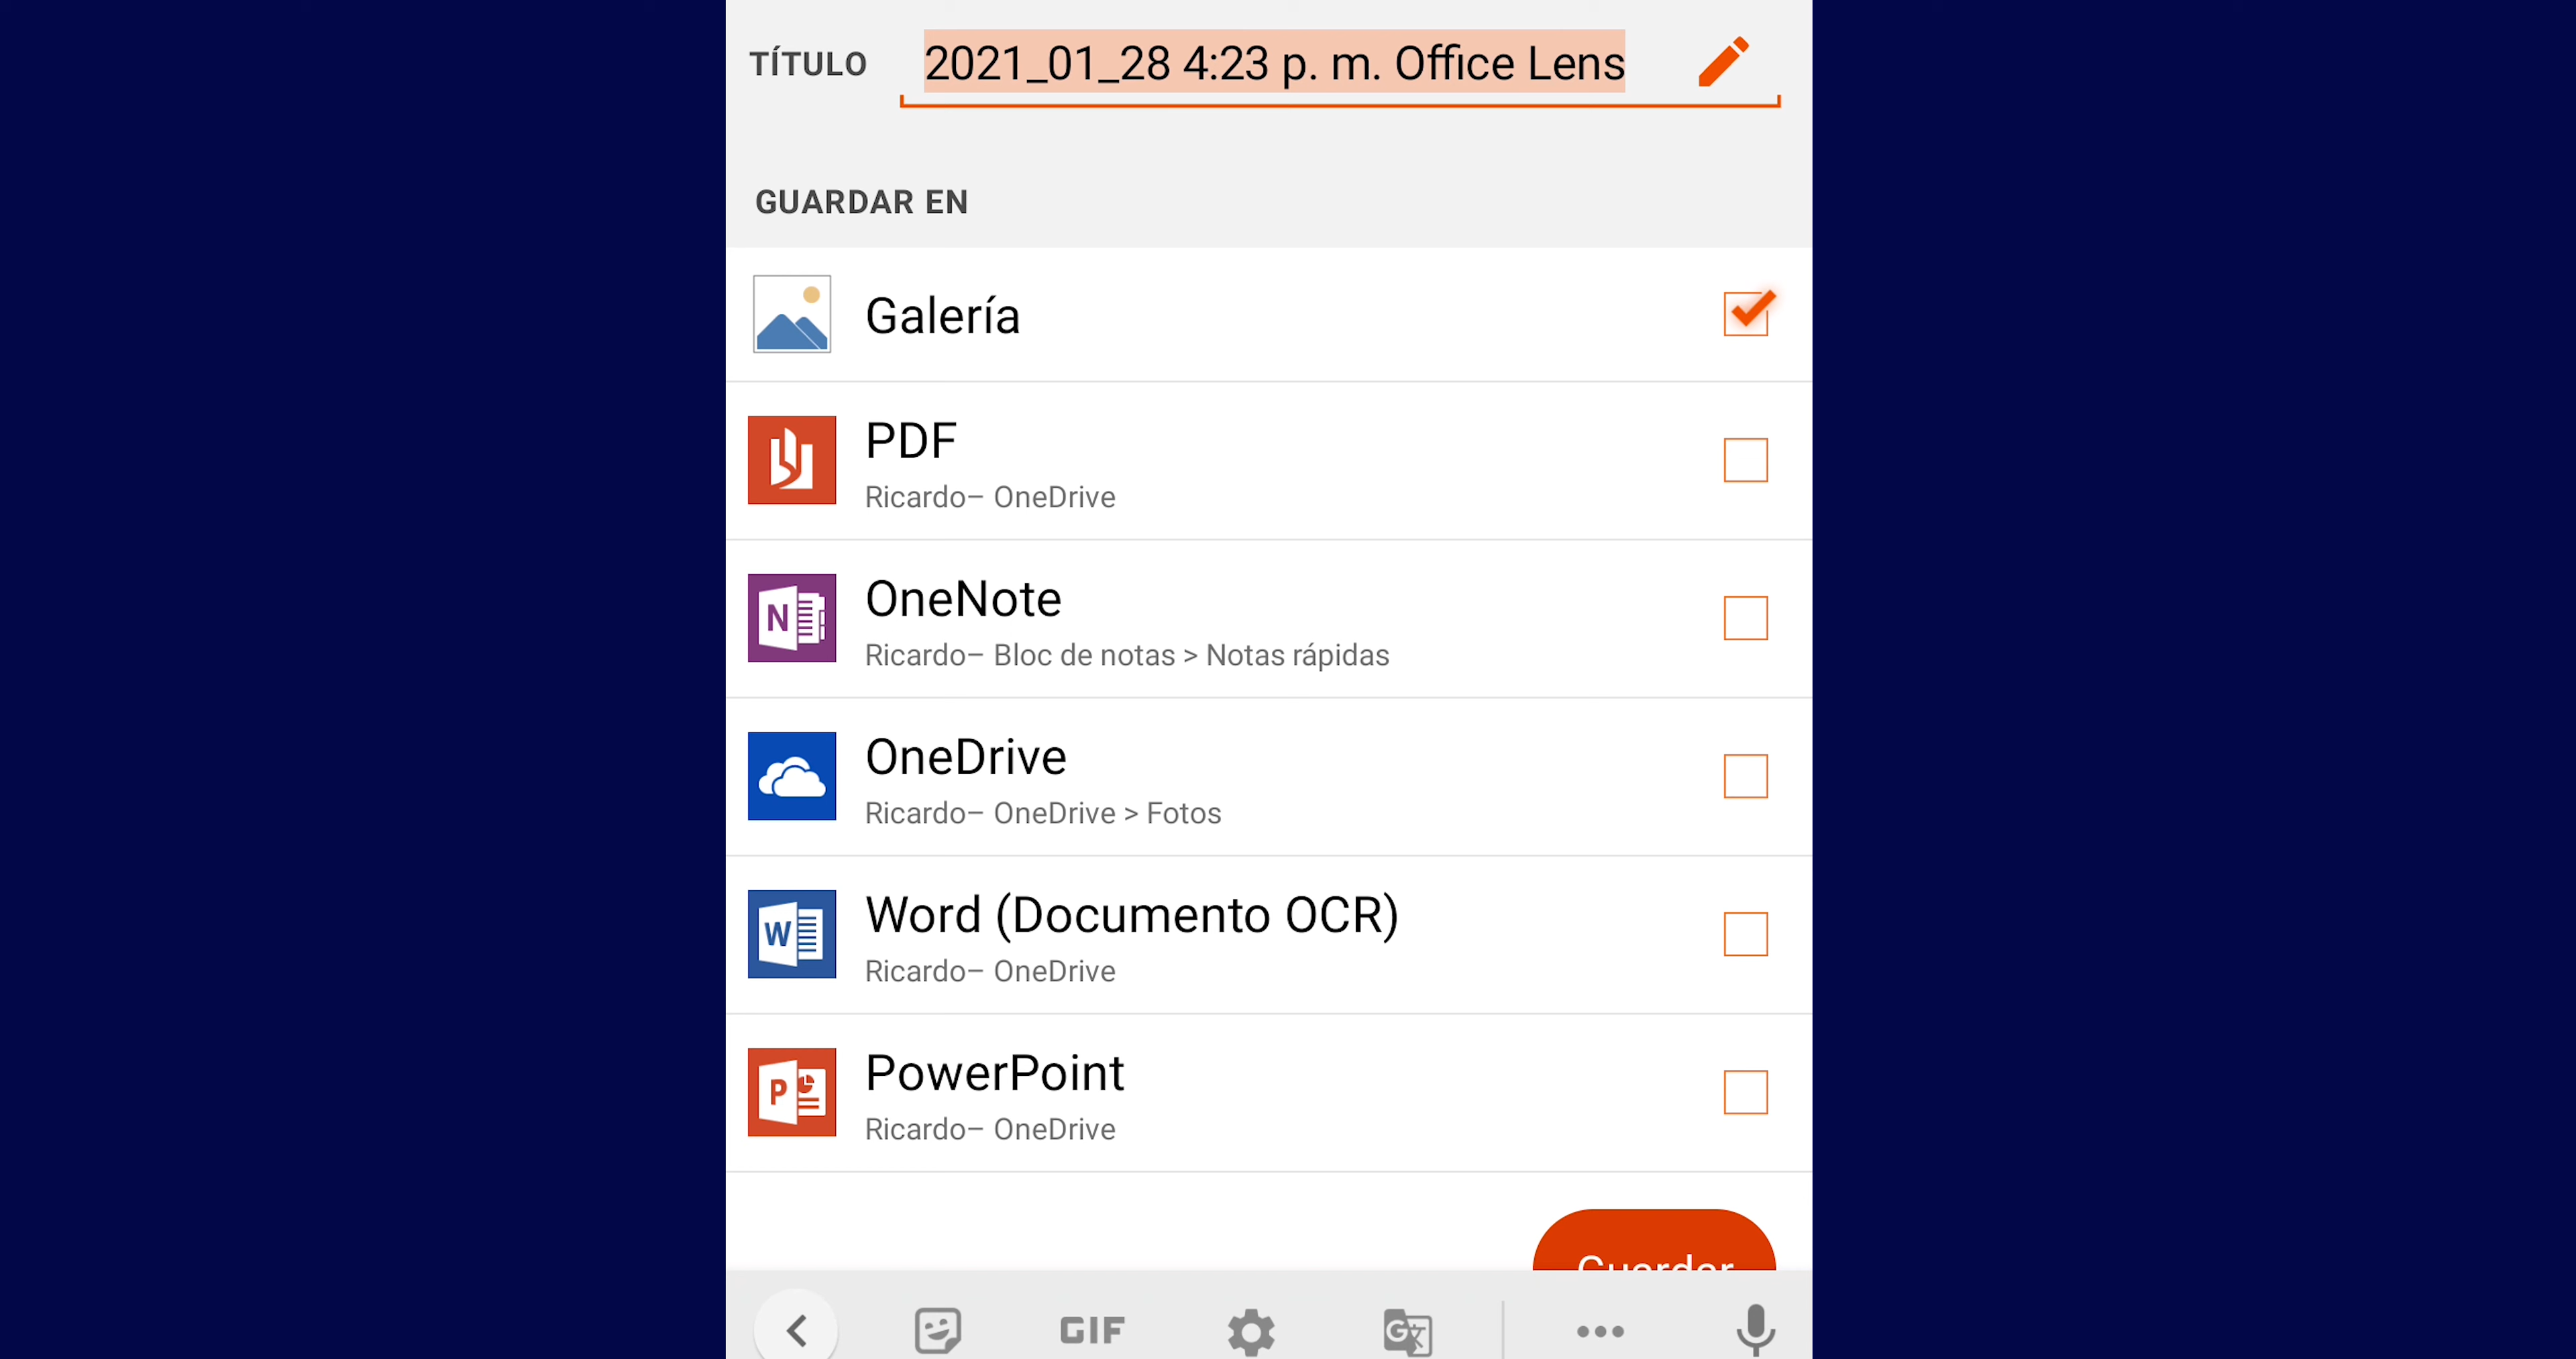 TÍTULO 2021_01_28 4:23 p. m. Office Lens
GUARDAR EN
Galería
PDF
Ricardo– OneDrive
N
OneNote
Ricardo– Bloc de notas > Notas rápidas
OneDrive
Ricardo– OneDrive > Fotos
W
Word (Documento OCR)
Ricardo– OneDrive
P
PowerPoint
Ricardo– OneDrive
Guardar
GIF
G